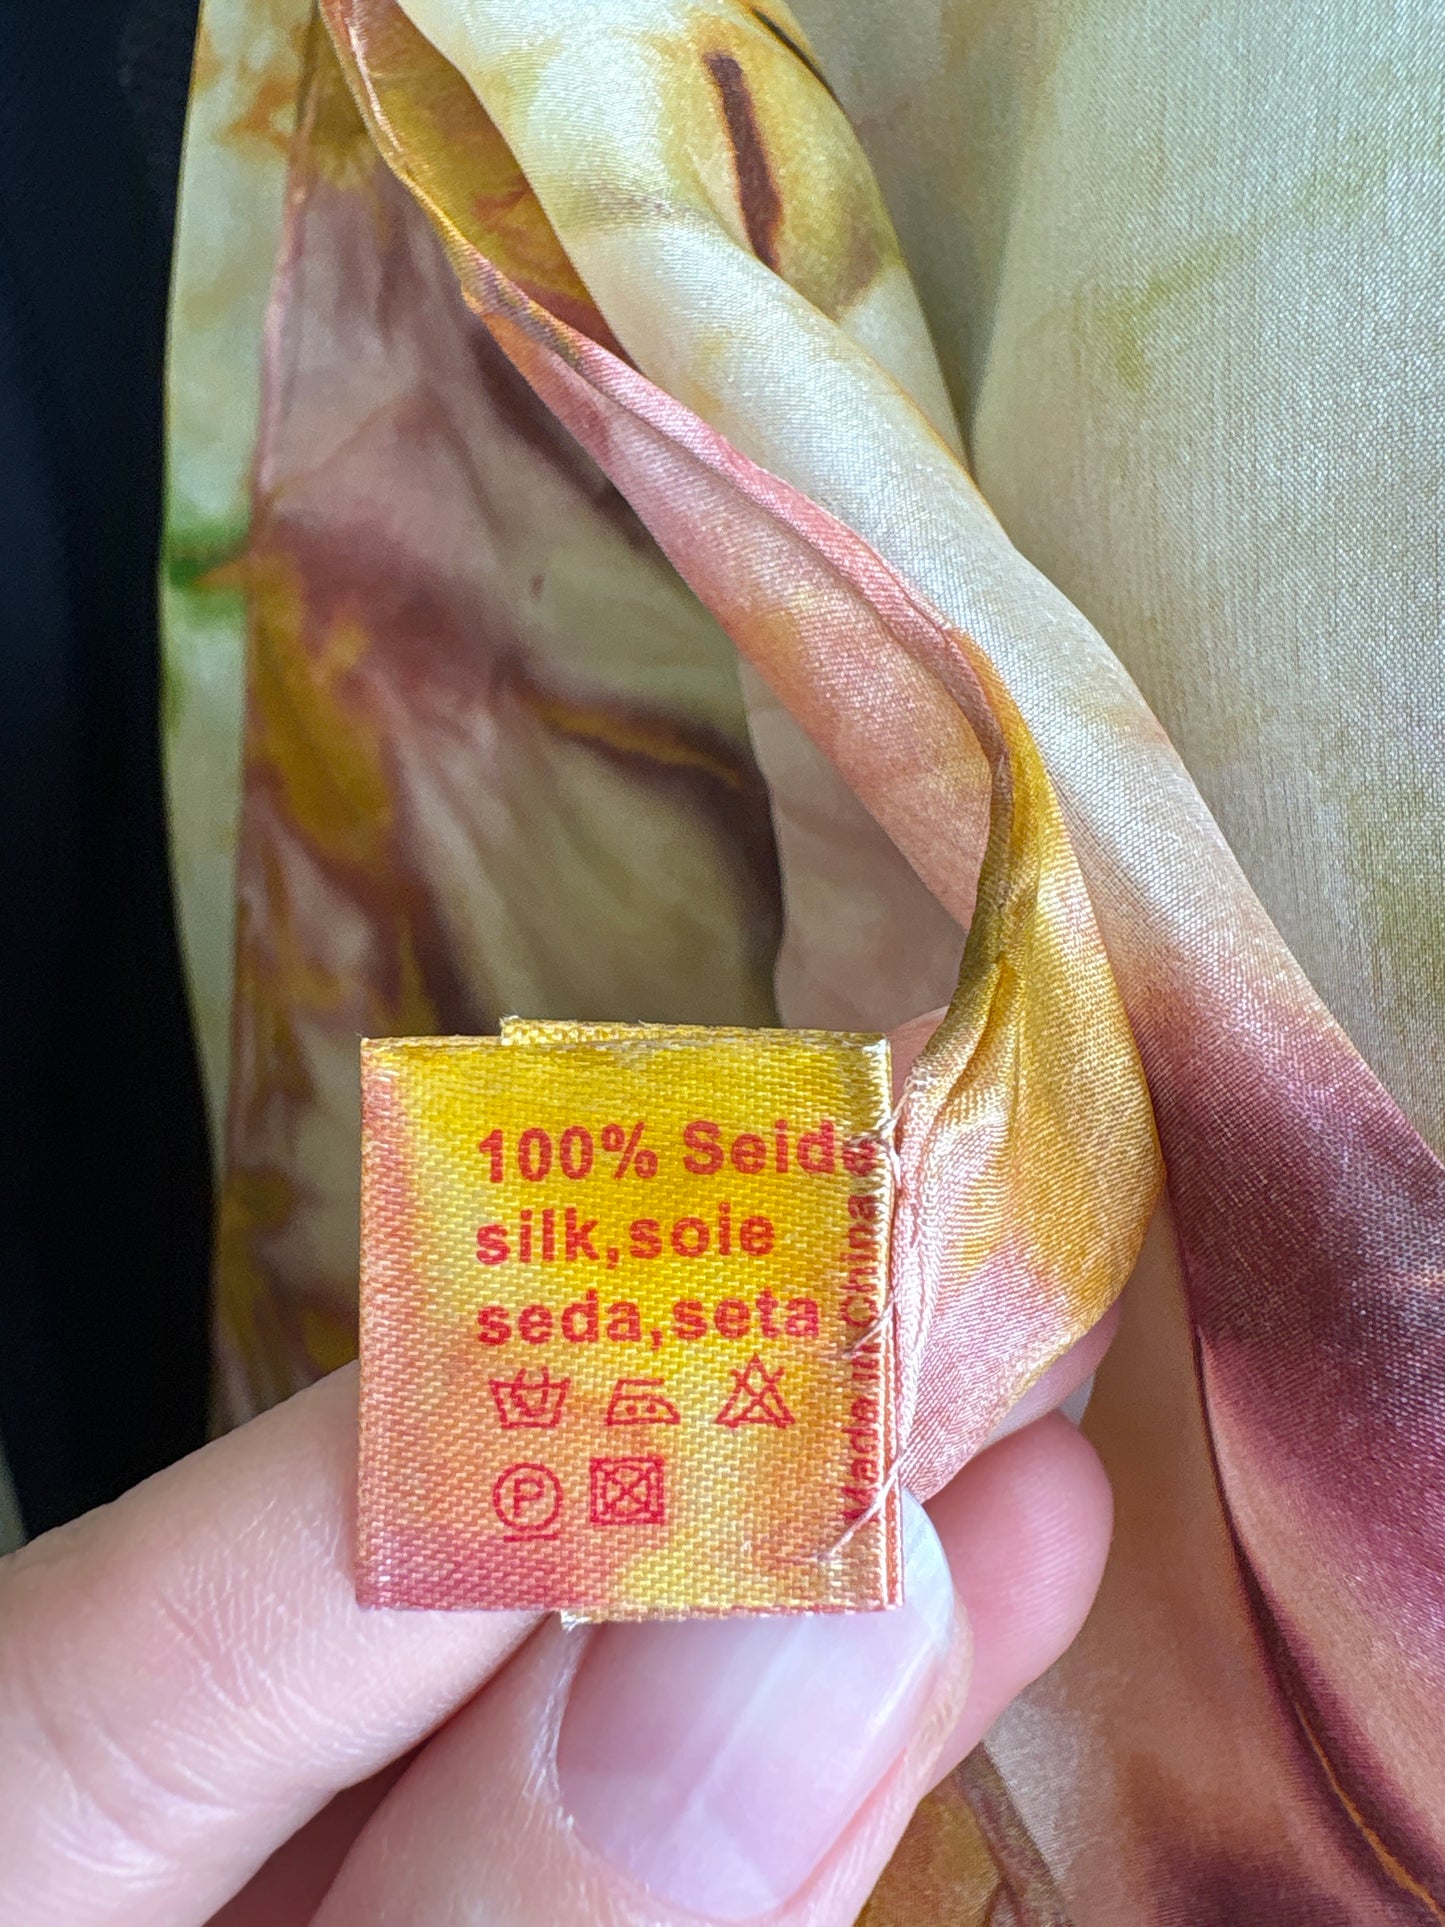 100% Seide
silk,soie
seda,seta
P
Made in China